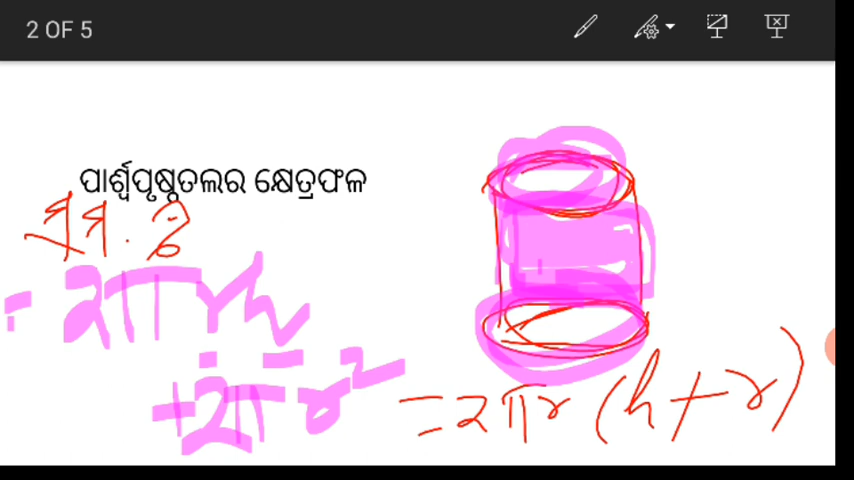 2 OF 5
ପାର୍ଶ୍ୱପୃଷ୍ଠତଳର କ୍ଷେତ୍ରଫଳ
= 2πrh
+2πr²
=2πr(h+r)